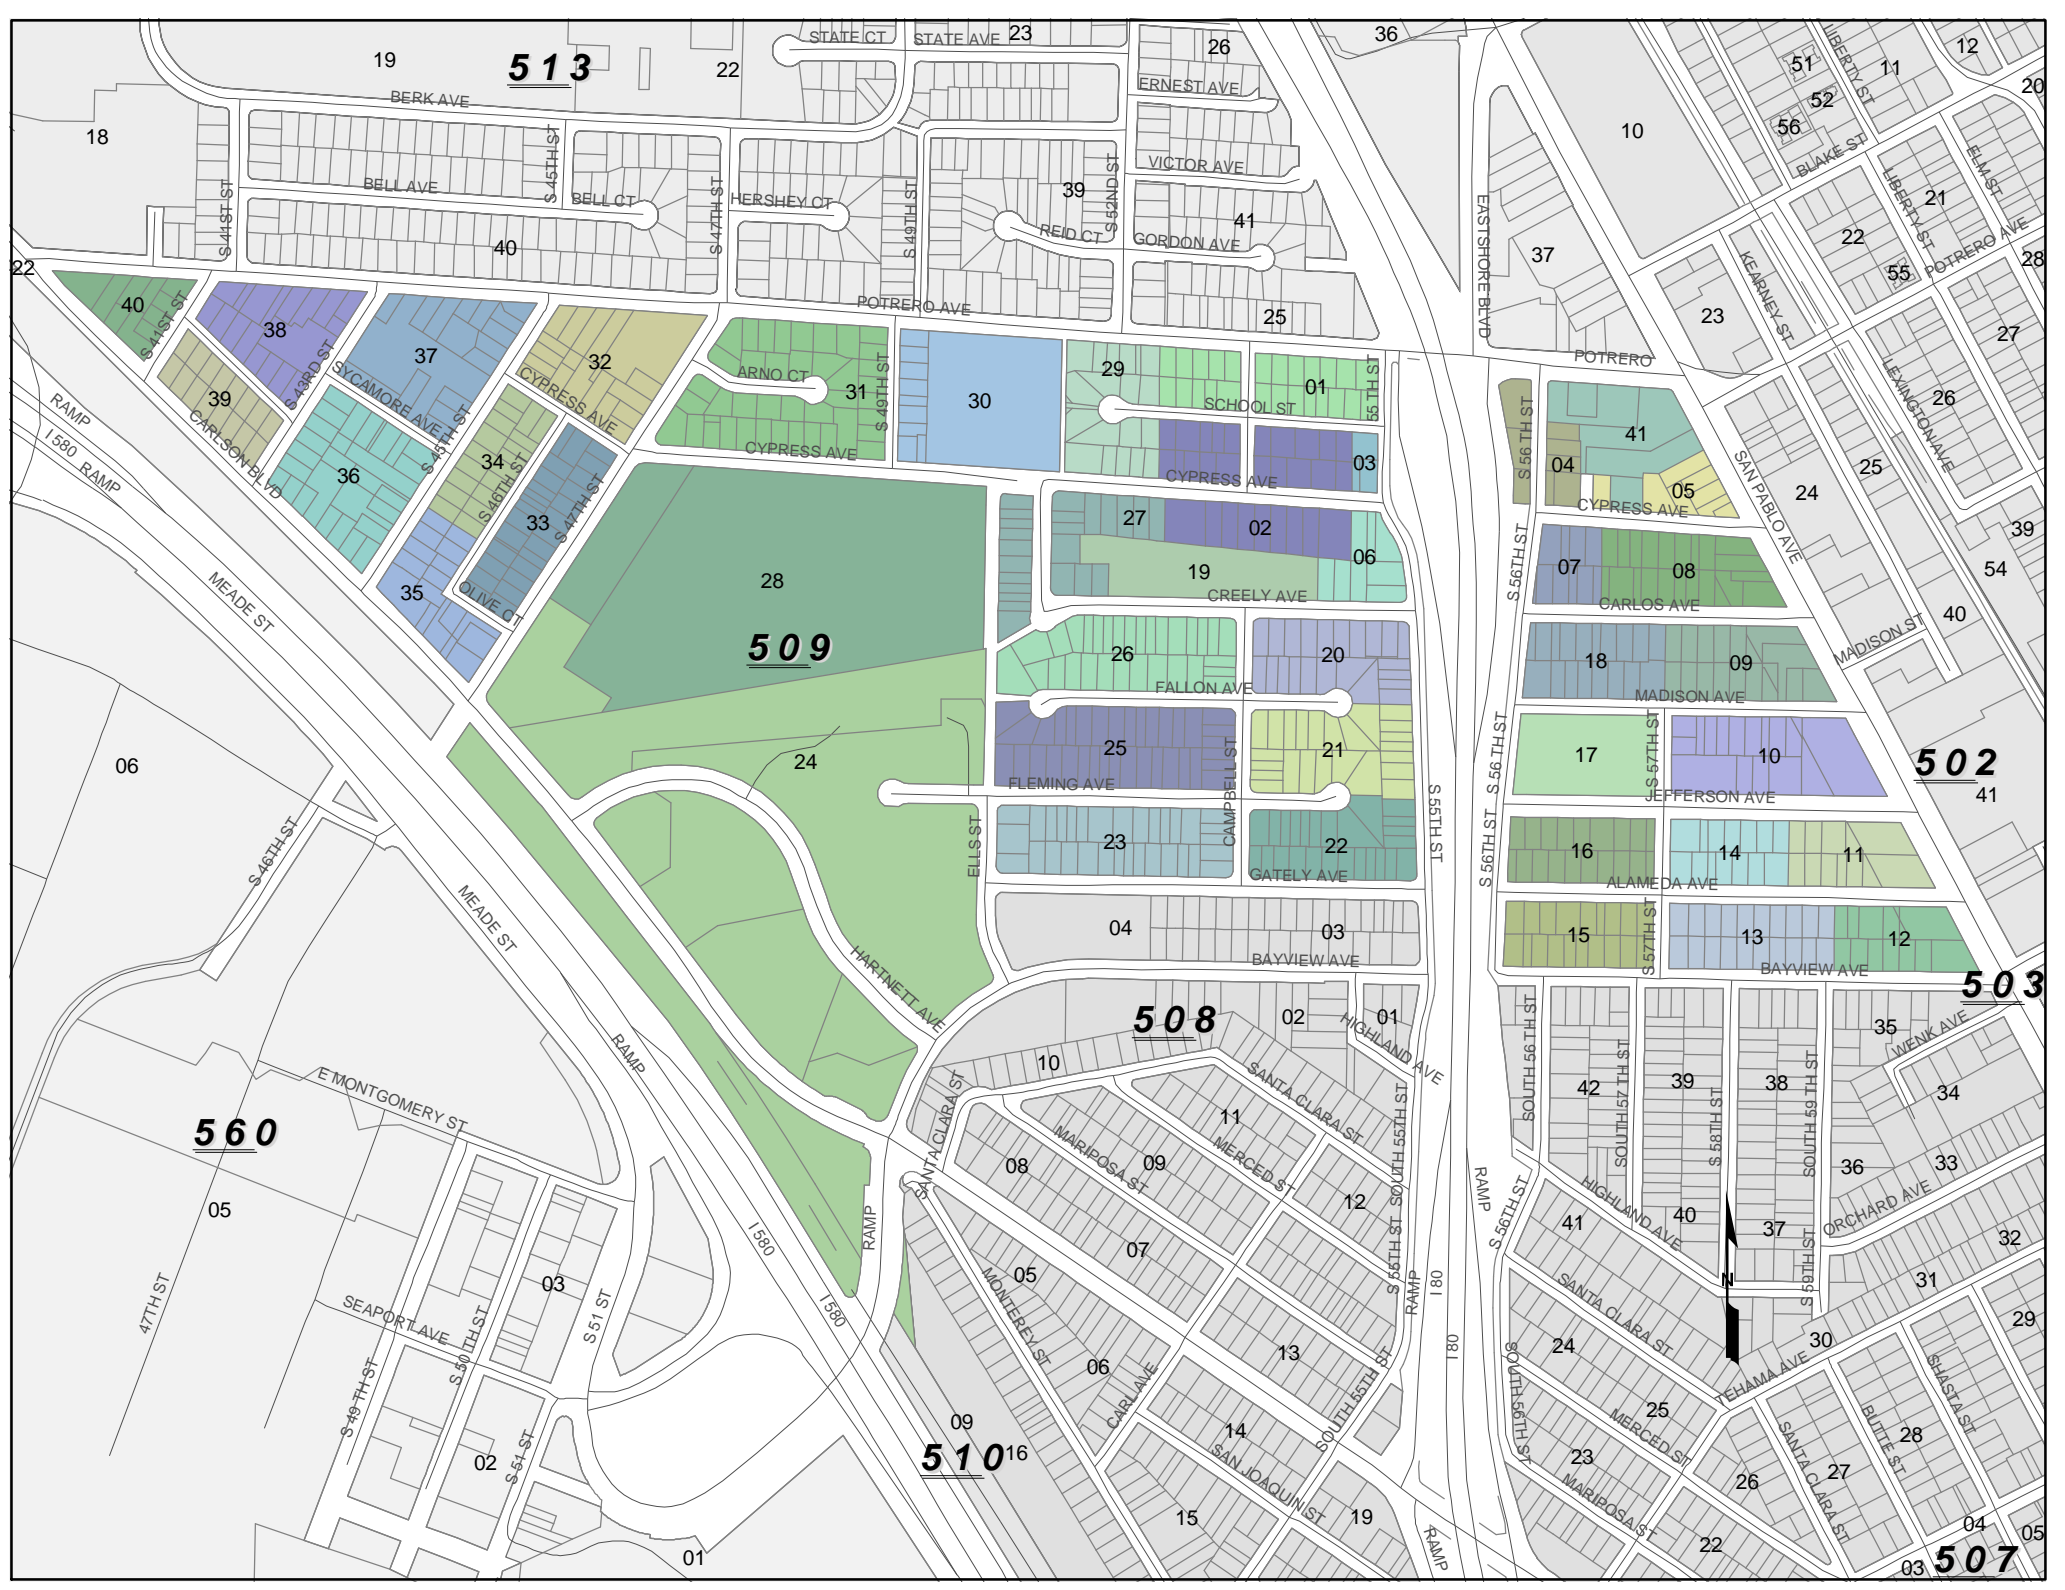 STATE CT
STATE AVE
23
26
36
19
513
22
ERNEST AVE
BERK AVE
18
S 45TH ST
BELL AVE
BELL CT
S 41ST ST
S 47TH ST
HERSHEY CT
S 49TH ST
39
S 52ND ST
VICTOR AVE
41
REID CT
GORDON AVE
40
25
POTRERO AVE
EASTSHORE BLVD
37
10
51
52
56
LIBERTY ST
11
12
20
BLAKE ST
ELM ST
21
LIBERTY ST
22
55
POTRERO AVE
28
KEARNEY ST
23
27
LEXINGTON AVE
26
POTRERO
22
40
S 41ST ST
38
S 43RD ST
37
SYCAMORE AVE
32
CYPRESS AVE
39
CARLSON BLVD
RAMP
I 580 RAMP
36
S 45TH ST
34
S 46TH ST
33
S 47TH ST
35
OLIVE CT
ARNO CT
31
CYPRESS AVE
S 49TH ST
30
29
SCHOOL ST
01
55 TH ST
CYPRESS AVE
03
27
02
06
19
CREELY AVE
28
509
24
26
FALLON AVE
20
25
FLEMING AVE
CAMPBELL ST
21
23
22
GATELY AVE
ELLS ST
S 55TH ST
04
03
BAYVIEW AVE
S 56 TH ST
04
41
05
CYPRESS AVE
SAN PABLO AVE
24
25
39
54
40
07
08
CARLOS AVE
S 56TH ST
18
09
MADISON AVE
MADISON ST
17
S 57TH ST
10
JEFFERSON AVE
S 56 TH ST
502
41
16
14
11
ALAMEDA AVE
S 56TH ST
15
S 57TH ST
13
12
BAYVIEW AVE
503
MEADE ST
06
S 46TH ST
MEADE ST
HARTNETT AVE
RAMP
E MONTGOMERY ST
560
05
47TH ST
SEAPORT AVE
03
S 50 TH ST
S 51 ST
S 49 TH ST
02
S 51 ST
01
I 580
I 580
RAMP
508
02
01
HIGHLAND AVE
10
SANTA CLARA ST
SANTA CLARA ST
11
MERCED ST
MARIPOSA ST
09
08
12
SOUTH 55TH ST
S 55TH ST
07
05
MONTEREY ST
06
CARL AVE
13
SOUTH 55TH ST
14
SAN JOAQUIN ST
15
19
09
510
16
RAMP
I 80
I 80
RAMP
RAMP
SOUTH 56 TH ST
42
SOUTH 57 TH ST
39
S 58TH ST
38
SOUTH 59 TH ST
35
WENK AVE
34
33
36
ORCHARD AVE
S 56TH ST
HIGHLAND AVE
41
40
37
S 59TH ST
N
32
31
30
29
SANTA CLARA ST
24
TEHAMA AVE
SHASTA ST
SOUTH 56TH ST
MERCED ST
25
23
MARIPOSA ST
26
SANTA CLARA ST
27
BUTTE ST
28
22
04
05
03
507